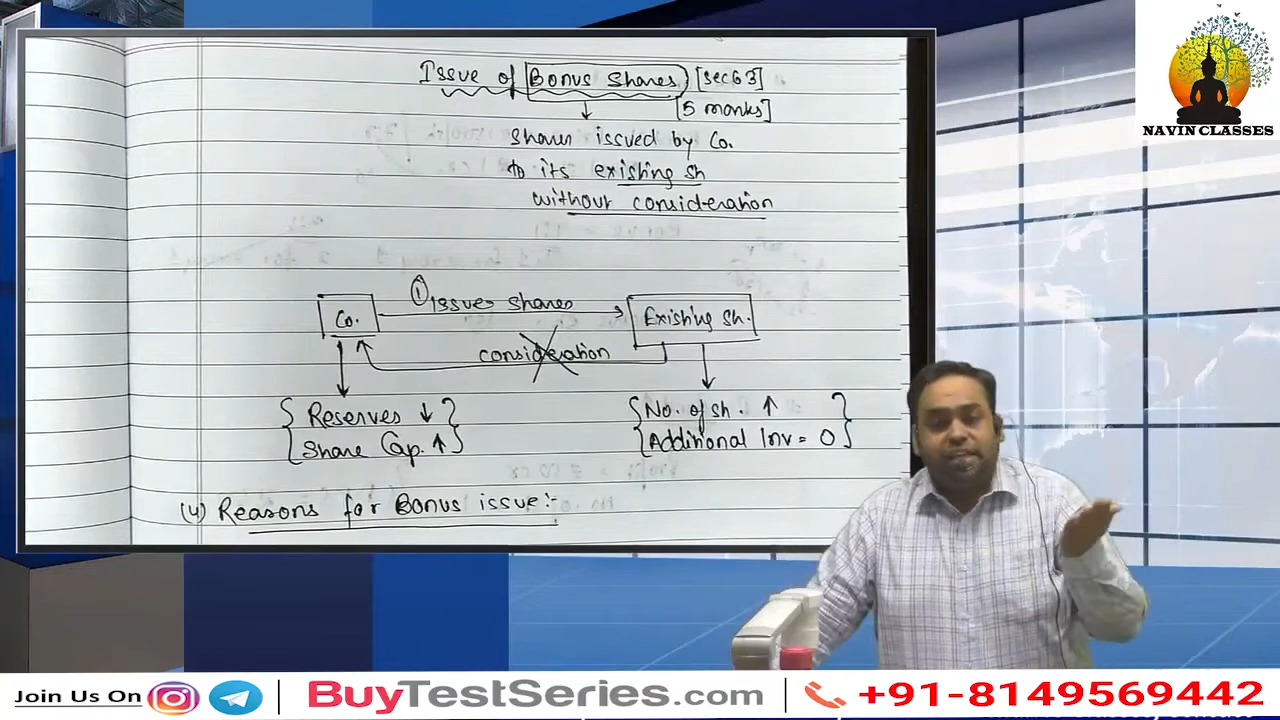 Issue of Bonus Shares [Sec 63]
[5 marks]
Shares issued by Co.
to its existing sh
without consideration
① Issues shares
Co.
Existing Sh.
consideration
Reserves ↓
Share Cap. ↑
No. of sh. ↑
Additional Inv = 0
(4) Reasons for Bonus issue:-
NAVIN CLASSES
Join Us On
BuyTestSeries.com
+91-8149569442